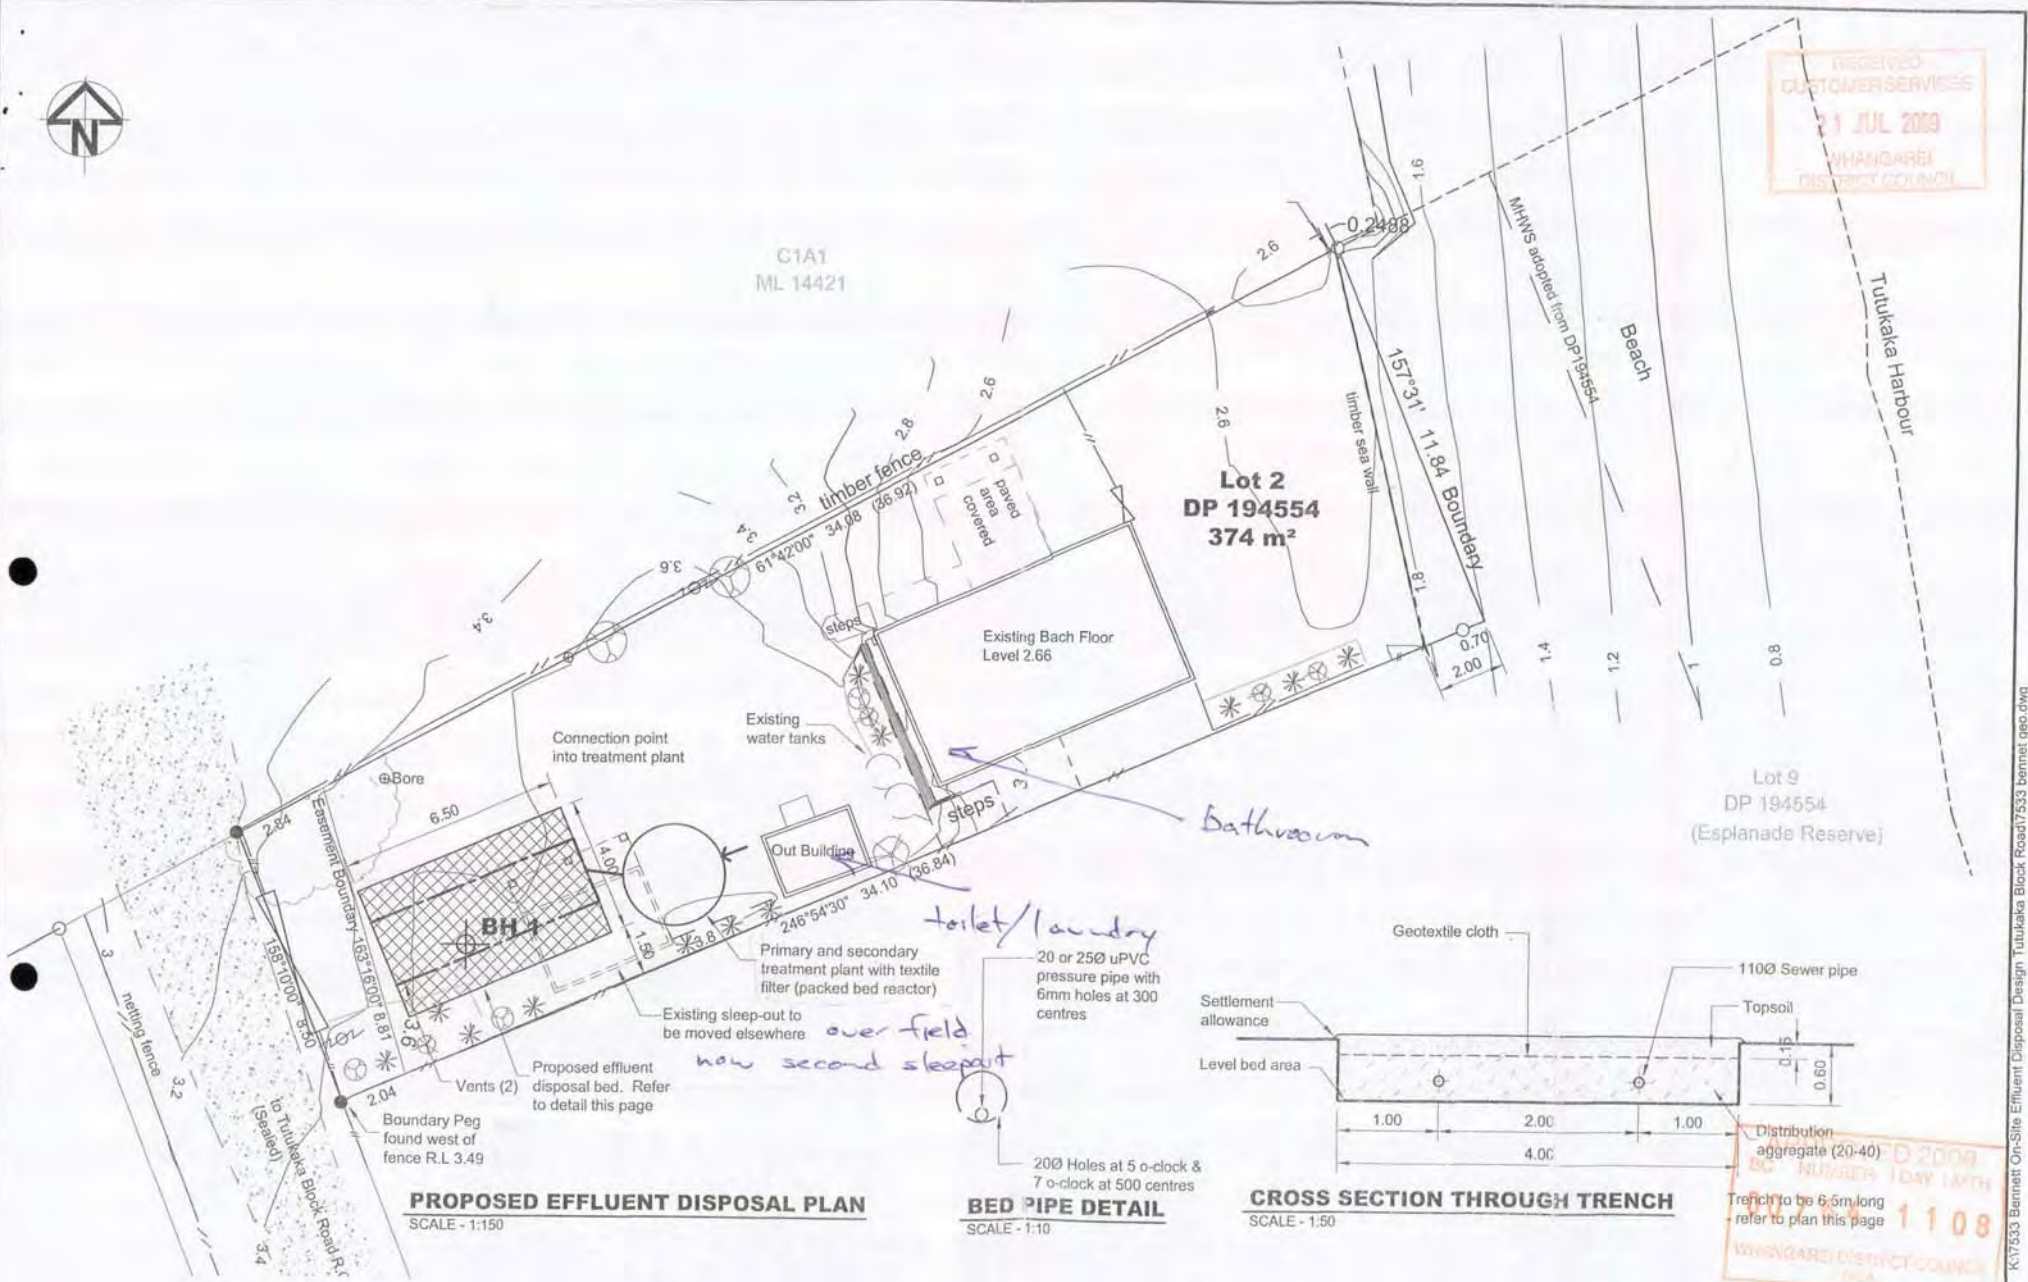 N
RECEIVED
CUSTOMER SERVICES
21 JUL 2009
WHANGAREI
DISTRICT COUNCIL
C1A1
ML 14421
0.2488
2.6
1.6
MHWS adopted from DP194554
Beach
Tutukaka Harbour
157°31' 11.84 Boundary
timber sea wall
1.8
2.6
2.6
2.8
3.2
3.4
3.6
3.4
timber fence
61°42'00" 34.08 (36.92)
paved
area
covered
Lot 2
DP 194554
374 m²
steps
Existing Bach Floor
Level 2.66
0.70
2.00
1.4
1.2
1
0.8
Existing
water tanks
Connection point
into treatment plant
Bore
2.84
6.50
4.00
Easement Boundary 163°16'00" 8.81
158°10'00" 8.50
BH 1
1.50
3.8
3.6
Out Building
steps
3
246°54'30" 34.10 (36.84)
bathroom
toilet/laundry
Lot 9
DP 194554
(Esplanade Reserve)
Primary and secondary
treatment plant with textile
filter (packed bed reactor)
Existing sleep-out to
be moved elsewhere
over field
now second sleepout
Proposed effluent
disposal bed. Refer
to detail this page
Vents (2)
2.04
Boundary Peg
found west of
fence R.L 3.49
netting fence
3
3.2
3.4
to Tutukaka Block Road R.C
(Sealed)
20 or 25Ø uPVC
pressure pipe with
6mm holes at 300
centres
20Ø Holes at 5 o-clock &
7 o-clock at 500 centres
Geotextile cloth
110Ø Sewer pipe
Settlement
allowance
Topsoil
Level bed area
0.15
0.60
1.00
2.00
1.00
4.00
Distribution
aggregate (20-40)
Trench to be 6.5m long
refer to plan this page
PROPOSED EFFLUENT DISPOSAL PLAN
SCALE - 1:150
BED PIPE DETAIL
SCALE - 1:10
CROSS SECTION THROUGH TRENCH
SCALE - 1:50
BC NUMBER
1108
WHANGAREI DISTRICT COUNCIL
K:\7533 Bennett On-Site Effluent Disposal Design Tutukaka Block Road\7533 bennet geo.dwg